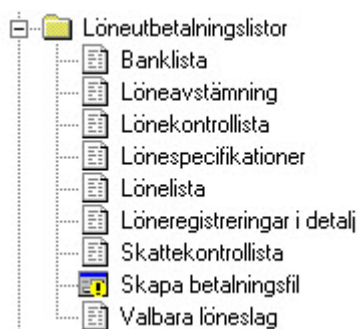 Löneutbetalningslistor
Banklista
Löneavstämning
Lönekontrollista
Lönespecifikationer
Lönelista
Löneregistreringar i detalj
Skattekontrollista
Skapa betalningsfil
Valbara löneslag